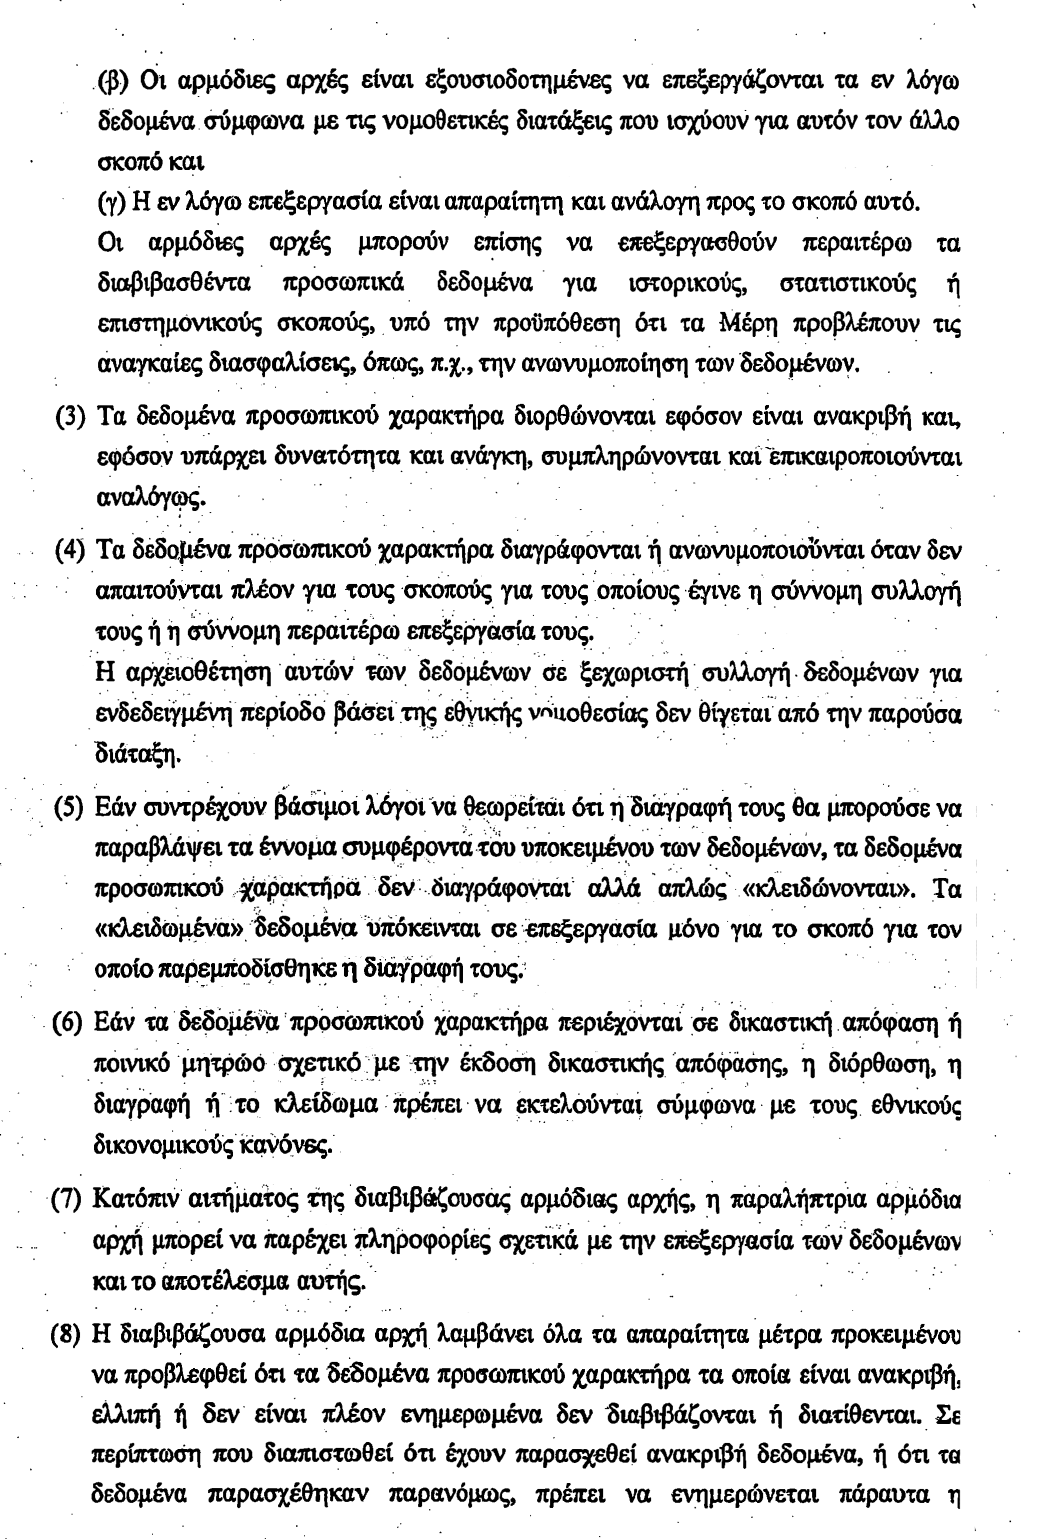 (β) Οι αρμόδιες αρχές είναι εξουσιοδοτημένες να επεξεργάζονται τα εν λόγω
δεδομένα σύμφωνα με τις νομοθετικές διατάξεις που ισχύουν για αυτόν τον άλλο
σκοπό και
(γ) Η εν λόγω επεξεργασία είναι απαραίτητη και ανάλογη προς το σκοπό αυτό.
Οι αρμόδιες αρχές μπορούν επίσης να επεξεργασθούν περαιτέρω τα
διαβιβασθέντα προσωπικά δεδομένα για ιστορικούς, στατιστικούς ή
επιστημονικούς σκοπούς, υπό την προϋπόθεση ότι τα Μέρη προβλέπουν τις
αναγκαίες διασφαλίσεις, όπως, π.χ., την ανωνυμοποίηση των δεδομένων.
(3) Τα δεδομένα προσωπικού χαρακτήρα διορθώνονται εφόσον είναι ανακριβή και,
εφόσον υπάρχει δυνατότητα και ανάγκη, συμπληρώνονται και επικαιροποιούνται
αναλόγως.
(4) Τα δεδομένα προσωπικού χαρακτήρα διαγράφονται ή ανωνυμοποιούνται όταν δεν
απαιτούνται πλέον για τους σκοπούς για τους οποίους έγινε η σύννομη συλλογή
τους ή η σύννομη περαιτέρω επεξεργασία τους.
Η αρχειοθέτηση αυτών των δεδομένων σε ξεχωριστή συλλογή δεδομένων για
ενδεδειγμένη περίοδο βάσει της εθνικής νομοθεσίας δεν θίγεται από την παρούσα
διάταξη.
(5) Εάν συντρέχουν βάσιμοι λόγοι να θεωρείται ότι η διαγραφή τους θα μπορούσε να
παραβλάψει τα έννομα συμφέροντα του υποκειμένου των δεδομένων, τα δεδομένα
προσωπικού χαρακτήρα δεν διαγράφονται αλλά απλώς «κλειδώνονται». Τα
«κλειδωμένα» δεδομένα υπόκεινται σε επεξεργασία μόνο για το σκοπό για τον
οποίο παρεμποδίσθηκε η διαγραφή τους.
(6) Εάν τα δεδομένα προσωπικού χαρακτήρα περιέχονται σε δικαστική απόφαση ή
ποινικό μητρώο σχετικό με την έκδοση δικαστικής απόφασης, η διόρθωση, η
διαγραφή ή το κλείδωμα πρέπει να εκτελούνται σύμφωνα με τους εθνικούς
δικονομικούς κανόνες.
(7) Κατόπιν αιτήματος της διαβιβάζουσας αρμόδιας αρχής, η παραλήπτρια αρμόδια
αρχή μπορεί να παρέχει πληροφορίες σχετικά με την επεξεργασία των δεδομένων
και το αποτέλεσμα αυτής.
(8) Η διαβιβάζουσα αρμόδια αρχή λαμβάνει όλα τα απαραίτητα μέτρα προκειμένου
να προβλεφθεί ότι τα δεδομένα προσωπικού χαρακτήρα τα οποία είναι ανακριβή,
ελλιπή ή δεν είναι πλέον ενημερωμένα δεν διαβιβάζονται ή διατίθενται. Σε
περίπτωση που διαπιστωθεί ότι έχουν παρασχεθεί ανακριβή δεδομένα, ή ότι τα
δεδομένα παρασχέθηκαν παρανόμως, πρέπει να ενημερώνεται πάραυτα η